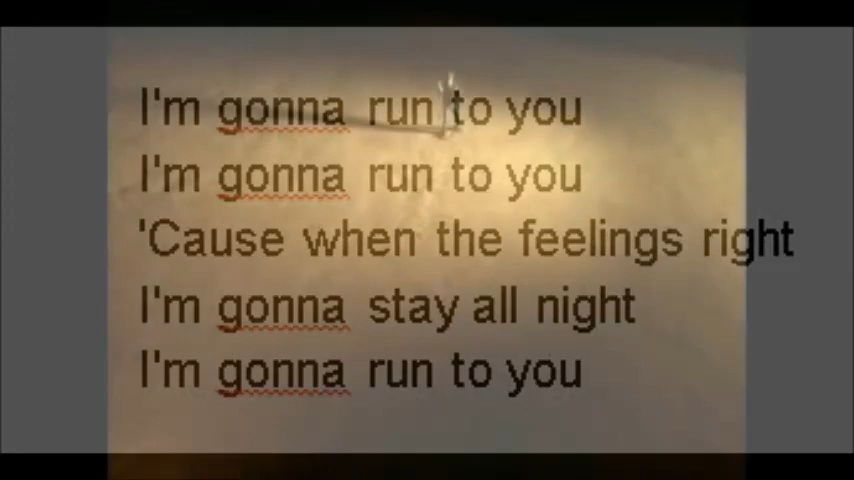 I'm gonna run to you
I'm gonna run to you
'Cause when the feelings right
I'm gonna stay all night
I'm gonna run to you